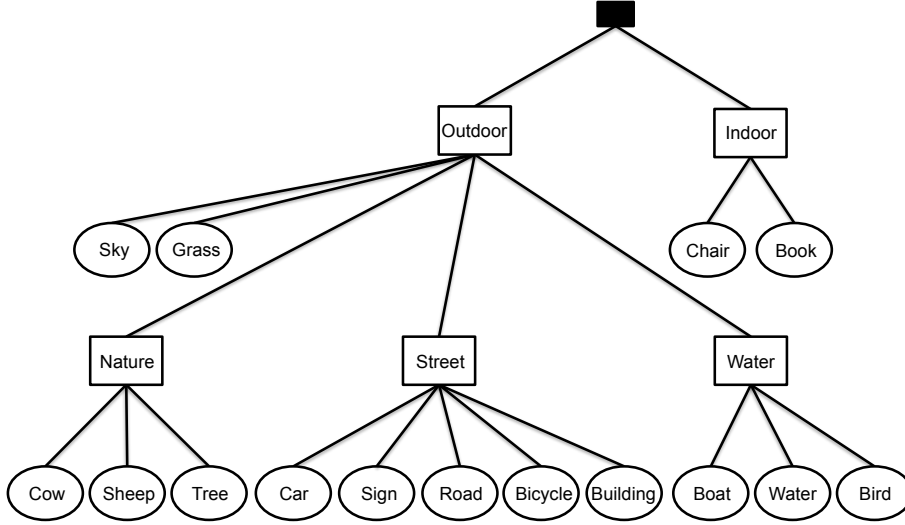 Outdoor
Indoor
Sky
Grass
Chair
Book
Nature
Street
Water
Cow
Sheep
Tree
Car
Sign
Road
Bicycle
Building
Boat
Water
Bird